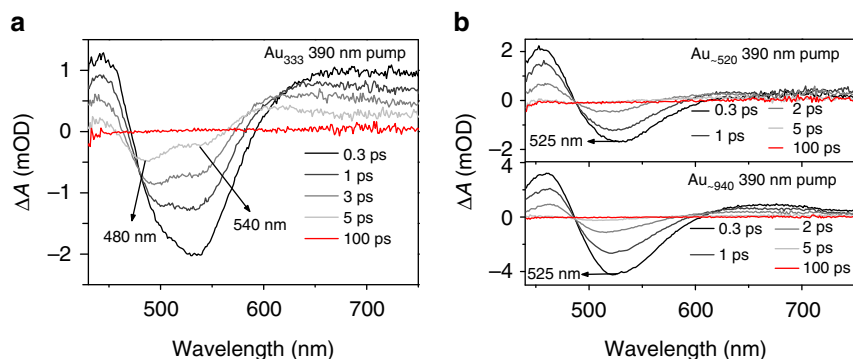 a
Au333 390 nm pump
1
0
−1
−2
ΔA (mOD)
480 nm
540 nm
0.3 ps
1 ps
3 ps
5 ps
100 ps
500
600
700
Wavelength (nm)
b
Au~520 390 nm pump
2
0
−2
525 nm
0.3 ps
1 ps
2 ps
5 ps
100 ps
ΔA (mOD)
Au~940 390 nm pump
4
0
−4
525 nm
0.3 ps
1 ps
2 ps
5 ps
100 ps
500
600
700
Wavelength (nm)